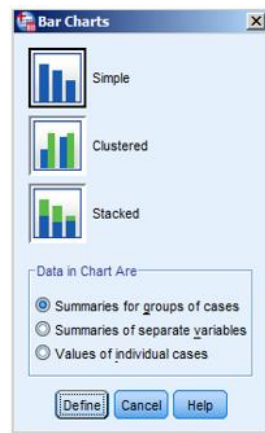 Bar Charts
Simple
Clustered
Stacked
Data in Chart Are
Summaries for groups of cases
Summaries of separate variables
Values of individual cases
Define Cancel Help